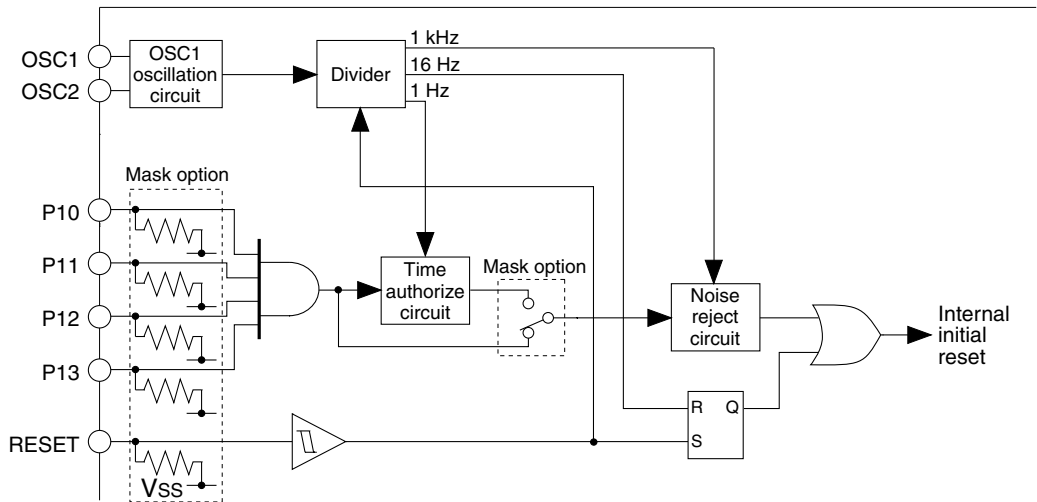 OSC1
OSC2
OSC1
oscillation
circuit
Divider
1 kHz
16 Hz
1 Hz
Mask option
P10
P11
P12
P13
RESET
VSS
Time
authorize
circuit
Mask option
Noise
reject
circuit
R Q
S
Internal
initial
reset